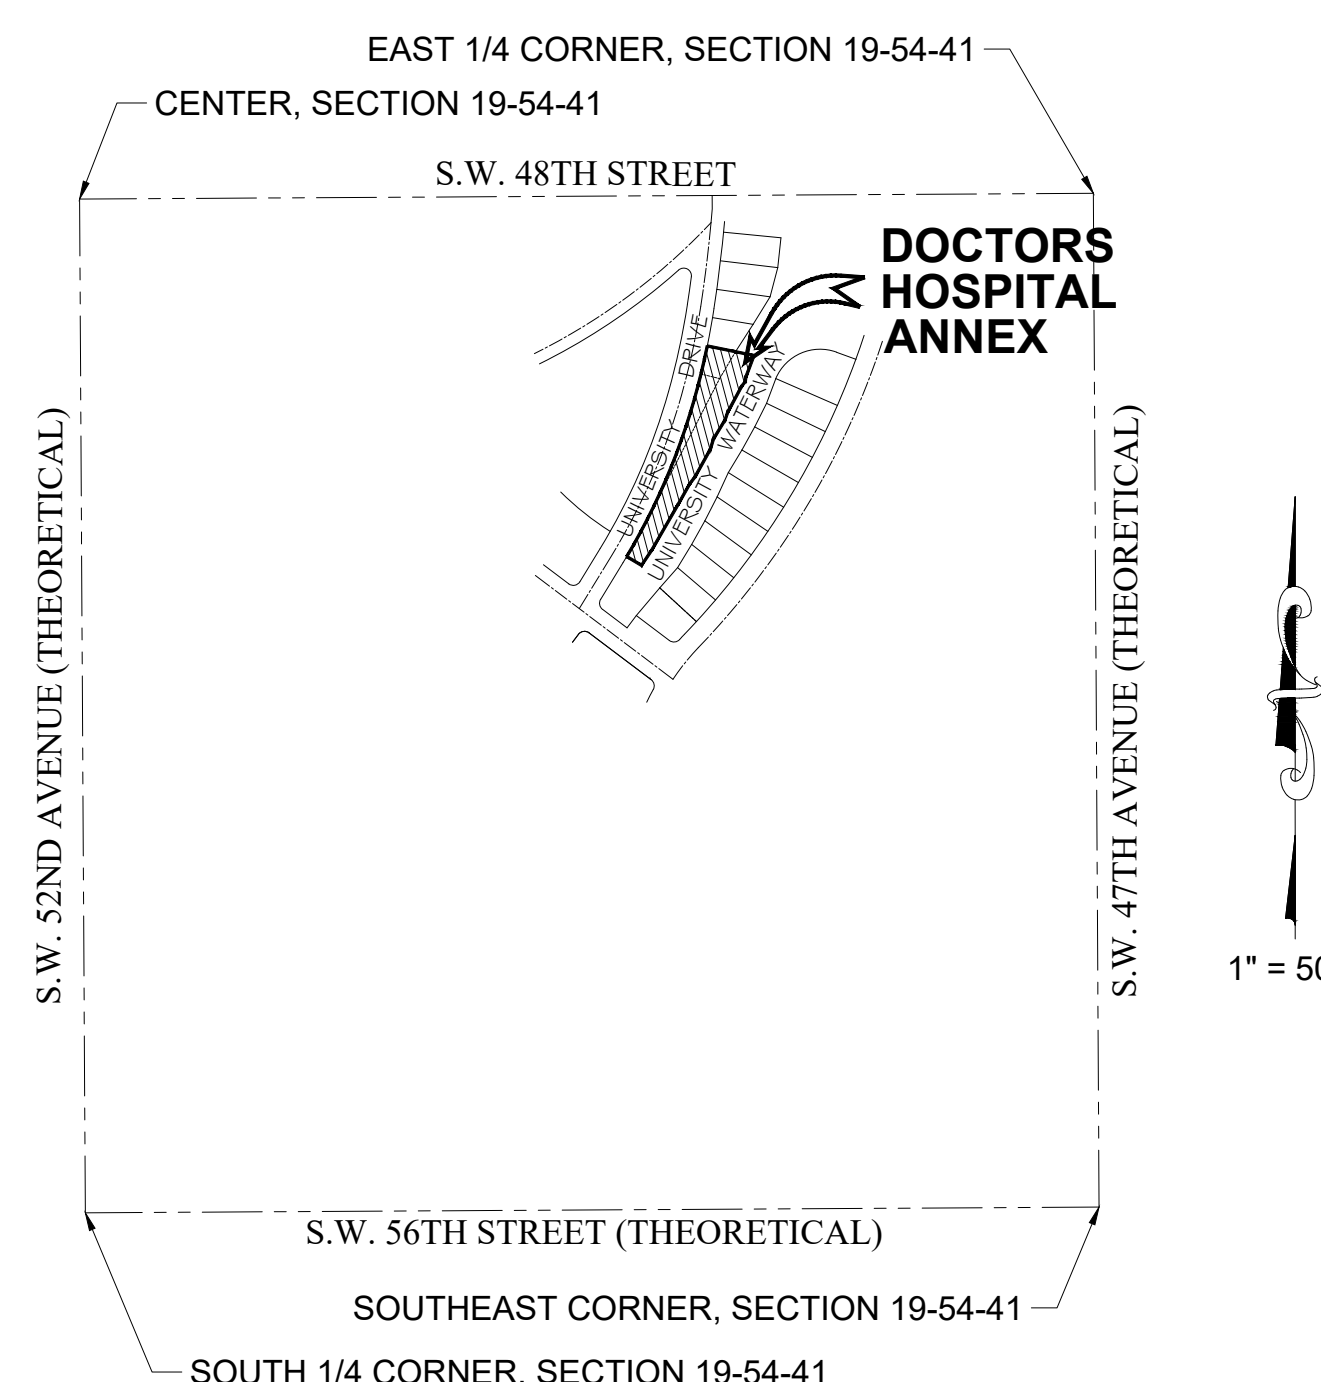 EAST 1/4 CORNER, SECTION 19-54-41
CENTER, SECTION 19-54-41
S.W. 48TH STREET
DOCTORS
HOSPITAL
ANNEX
UNIVERSITY DRIVE
UNIVERSITY WATERWAY
S.W. 52ND AVENUE (THEORETICAL)
S.W. 47TH AVENUE (THEORETICAL)
1" = 50
S.W. 56TH STREET (THEORETICAL)
SOUTHEAST CORNER, SECTION 19-54-41
SOUTH 1/4 CORNER, SECTION 19-54-41